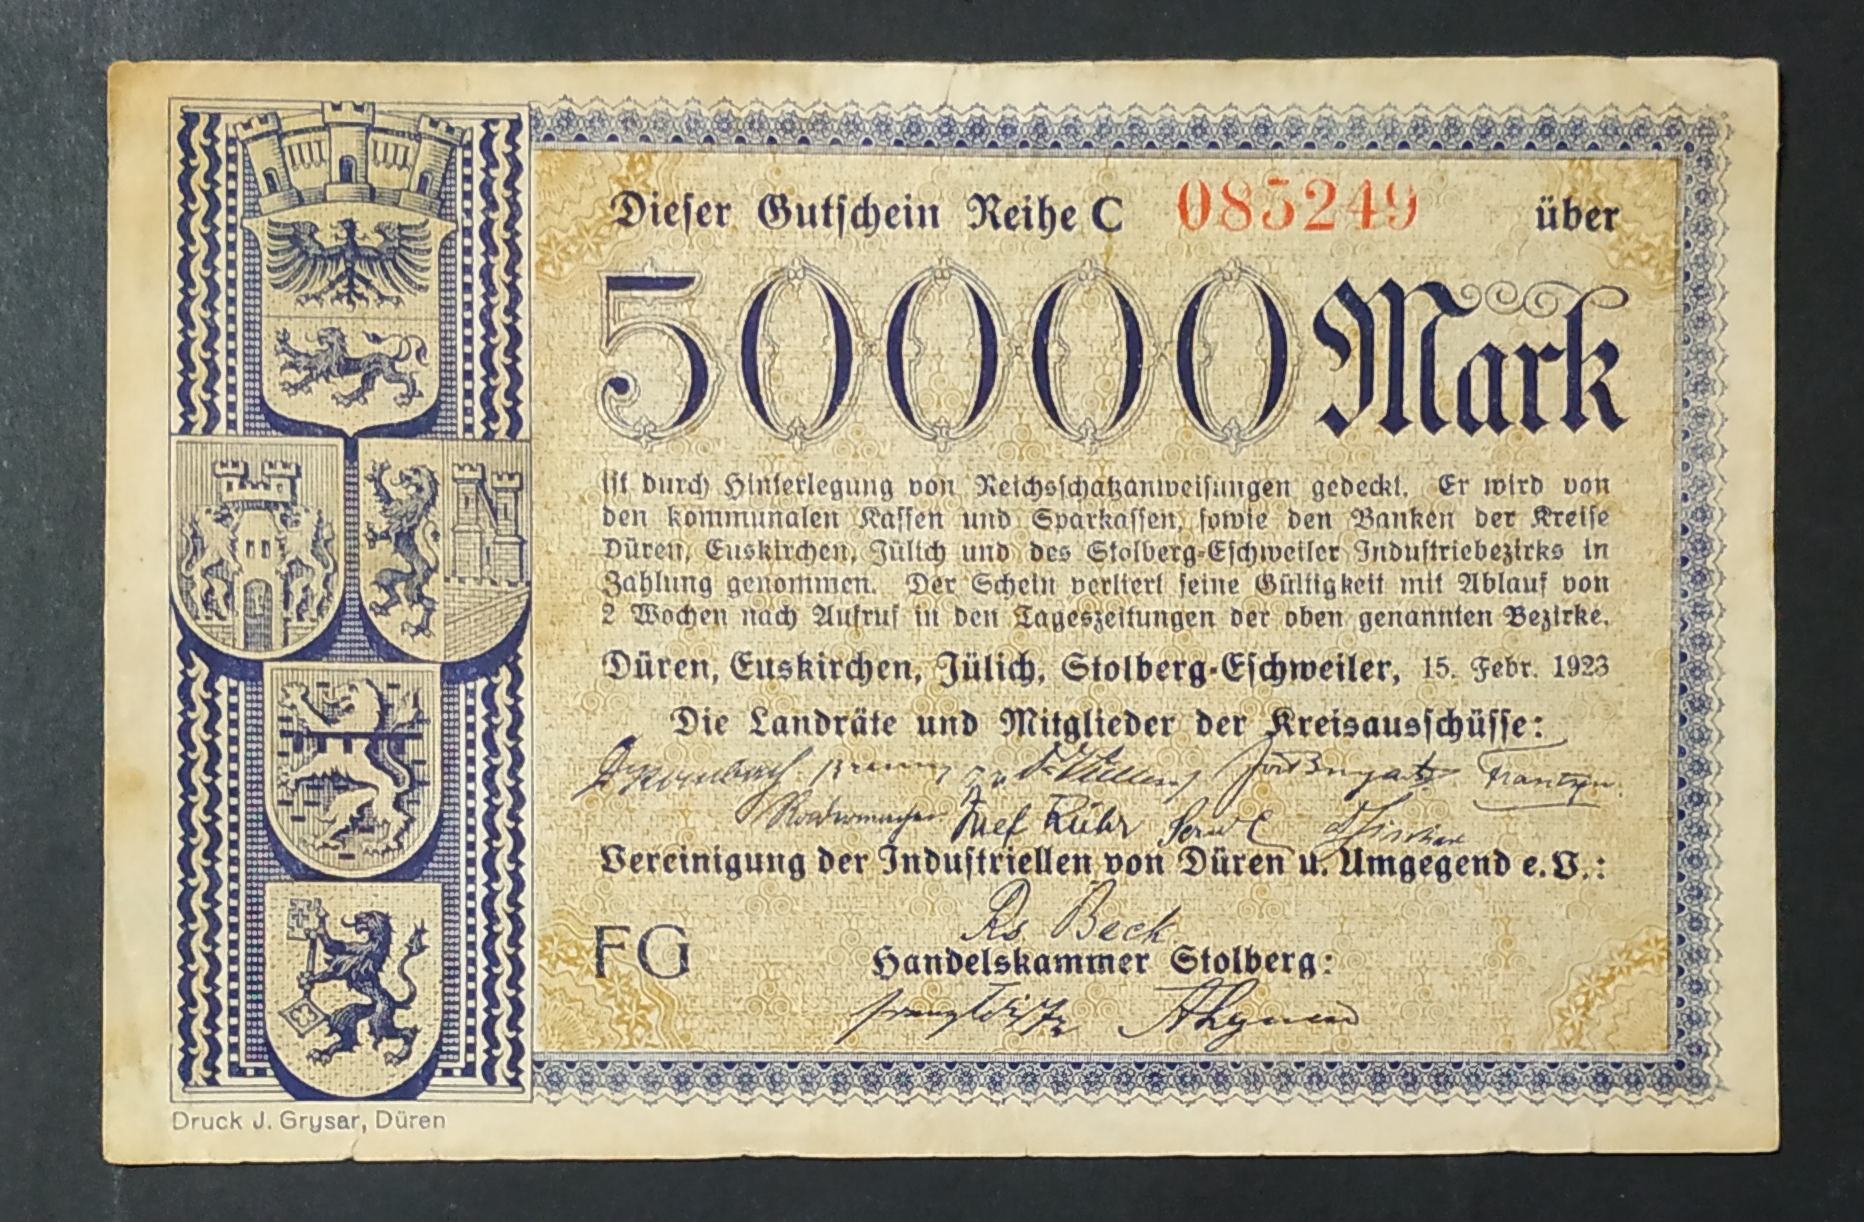 Dieser Gutschein Reihe C 085249 über
50000 Mark
ist durch Hinterlegung von Reichsschatzanweisungen gedeckt. Er wird von
den kommunalen Kassen und Sparkassen, sowie den Banken der Kreise
Düren, Euskirchen, Jülich und des Stolberg-Eschweiler Industriebezirks in
Zahlung genommen. Der Schein verliert seine Gültigkeit mit Ablauf von
2 Wochen nach Aufruf in den Tageszeitungen der oben genannten Bezirke.
Düren, Euskirchen, Jülich, Stolberg-Eschweiler, 15. Febr. 1923
Die Landräte und Mitglieder der Kreisausschüsse:
Rademacher Josef Rühr
Vereinigung der Industriellen von Düren u. Umgegend e. V.:
Beck
FG
Handelskammer Stolberg:
Druck J. Grysar, Düren